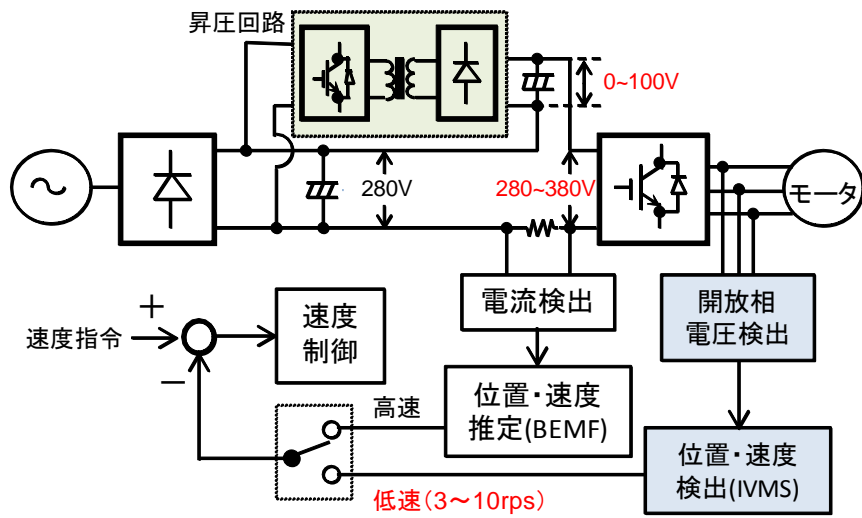 昇圧回路
0~100V
280V
280~380V
モータ
電流検出
開放相
電圧検出
速度指令
+
−
速度
制御
高速
位置・速度
推定(BEMF)
位置・速度
検出(IVMS)
低速(3～10rps)